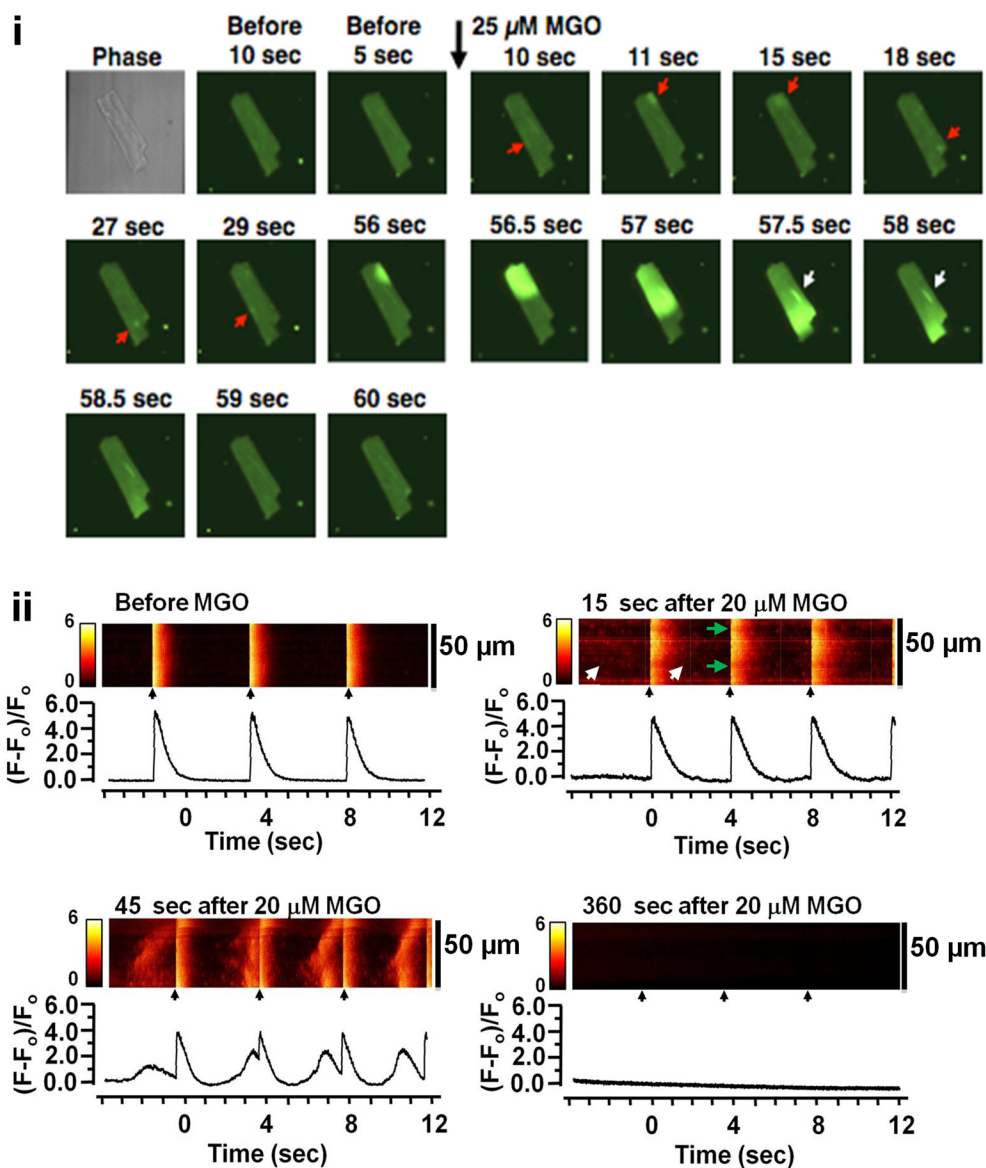 i
Before Before 25 µM MGO
Phase 10 sec 5 sec 10 sec 11 sec 15 sec 18 sec
27 sec 29 sec 56 sec 56.5 sec 57 sec 57.5 sec 58 sec
58.5 sec 59 sec 60 sec
ii
Before MGO
6
0
50 µm
(F-Fo)/Fo
6.0
4.0
2.0
0.0
0 4 8 12
Time (sec)
15 sec after 20 µM MGO
6
0
50 µm
(F-Fo)/Fo
6.0
4.0
2.0
0.0
0 4 8 12
Time (sec)
45 sec after 20 µM MGO
6
0
50 µm
(F-Fo)/Fo
6.0
4.0
2.0
0.0
0 4 8 12
Time (sec)
360 sec after 20 µM MGO
6
0
50 µm
(F-Fo)/Fo
6.0
4.0
2.0
0.0
0 4 8 12
Time (sec)